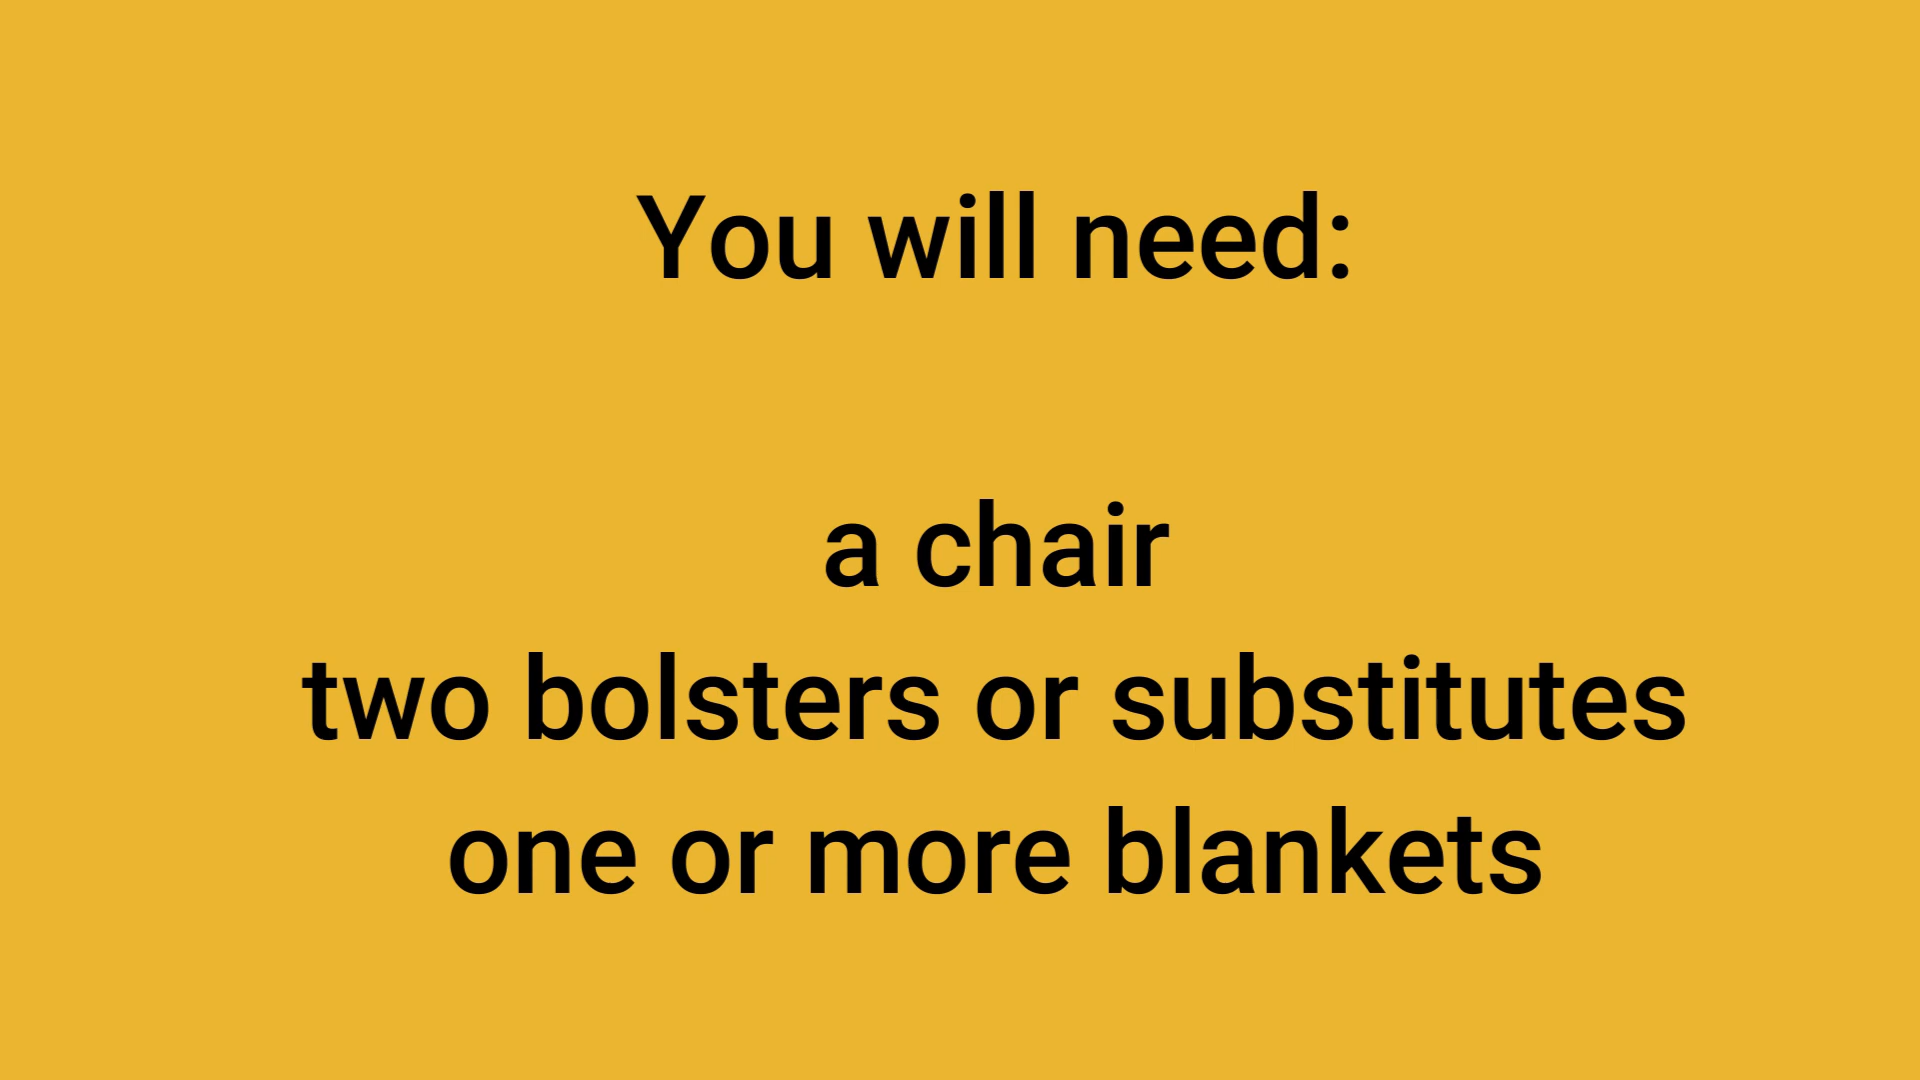 You will need:
a chair
two bolsters or substitutes
one or more blankets